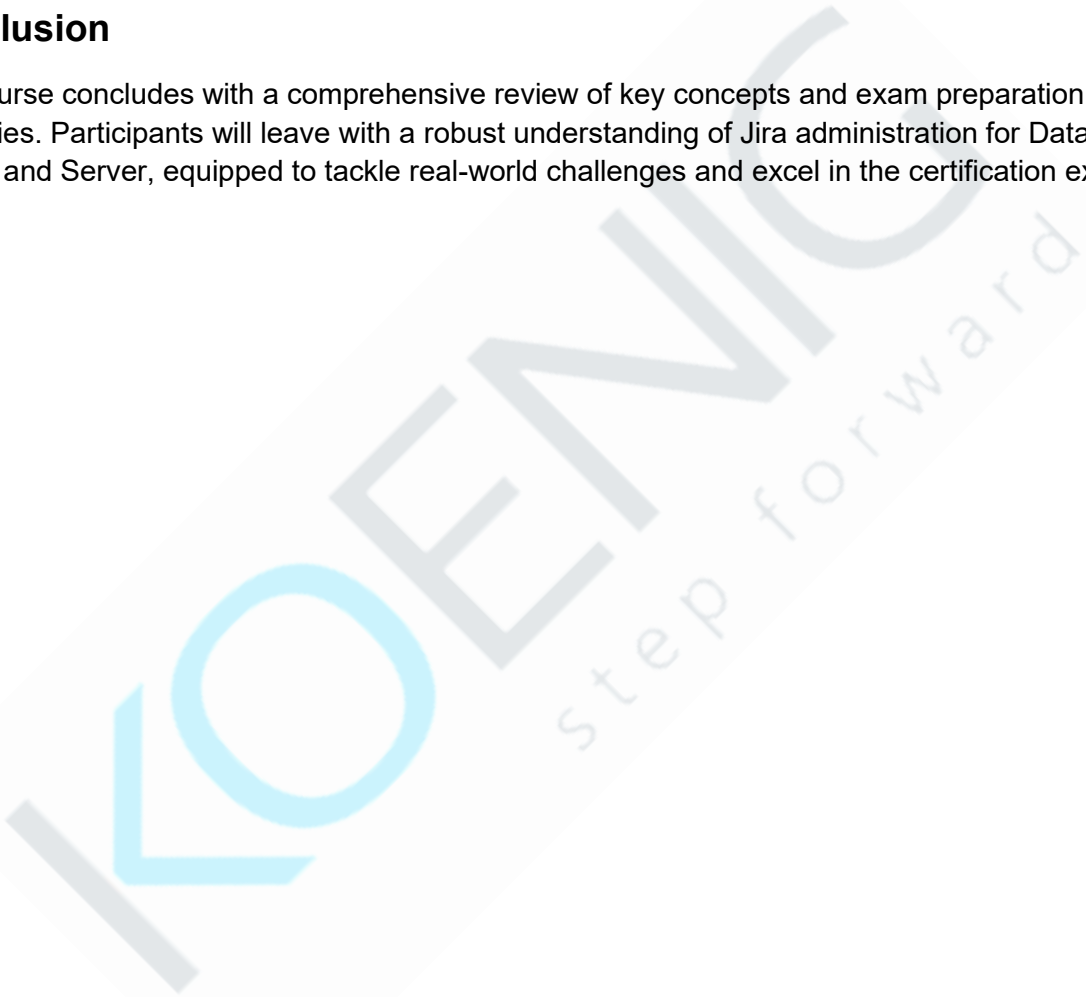 lusion
urse concludes with a comprehensive review of key concepts and exam preparation
ies. Participants will leave with a robust understanding of Jira administration for Data
and Server, equipped to tackle real-world challenges and excel in the certification ex
KOENIG
step forward